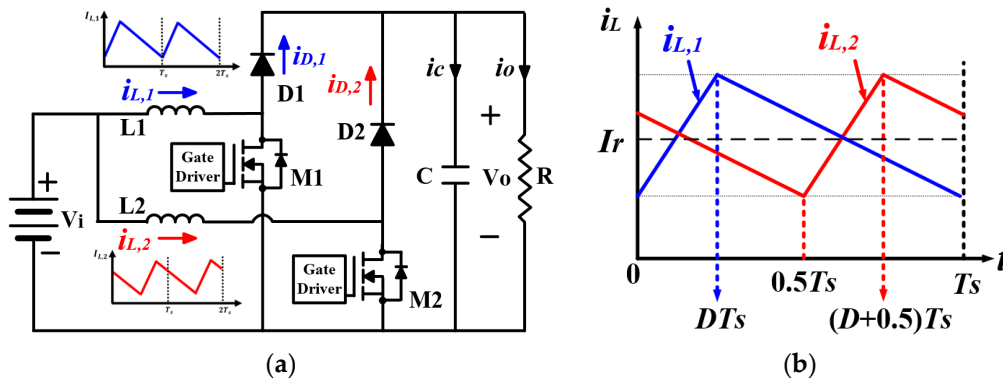 I_{L,1}
T_s
2T_s
i_{L,1}
L1
D1
i_{D,1}
i_{D,2}
D2
i_c
i_o
Gate
Driver
M1
+
Vi
−
L2
i_{L,2}
I_{L,2}
T_s
2T_s
Gate
Driver
M2
C
+
Vo
−
R
(a)
i_L
i_{L,1}
i_{L,2}
Ir
0
0.5Ts
Ts
t
DTs
(D+0.5)Ts
(b)